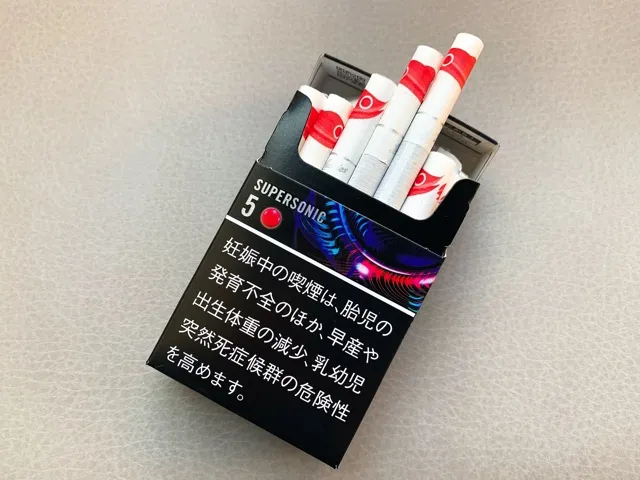 SUPERSONIC
5
妊娠中の喫煙は、胎児の
発育不全のほか、早産や
出生体重の減少、乳幼児
突然死症候群の危険性
を高めます。